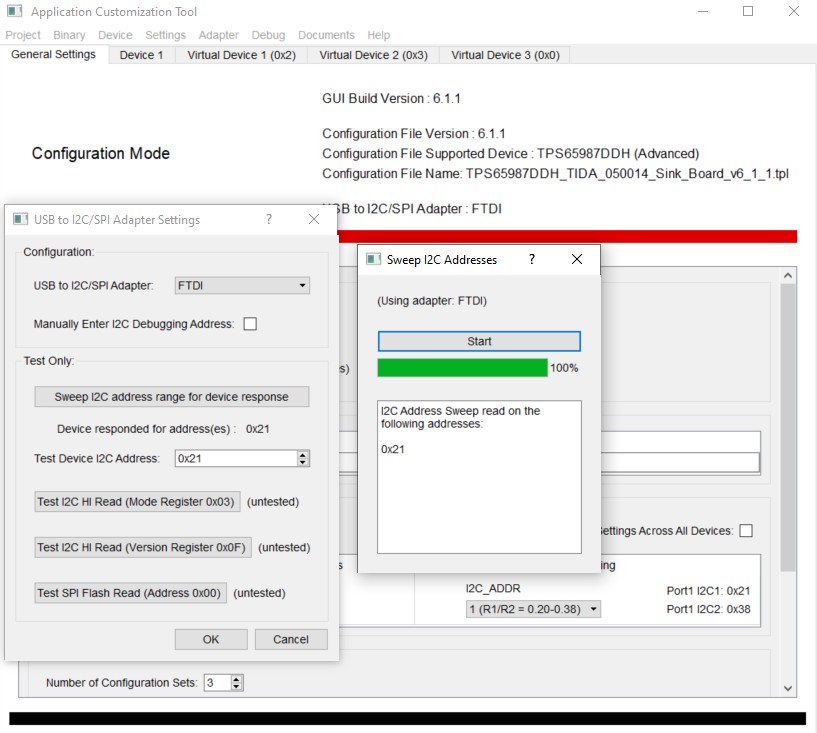 Application Customization Tool
Project Binary Device Settings Adapter Debug Documents Help
General Settings Device 1 Virtual Device 1 (0x2) Virtual Device 2 (0x3) Virtual Device 3 (0x0)
GUI Build Version : 6.1.1
Configuration Mode
Configuration File Version : 6.1.1
Configuration File Supported Device : TPS65987DDH (Advanced)
Configuration File Name: TPS65987DDH_TIDA_050014_Sink_Board_v6_1_1.tpl
USB to I2C/SPI Adapter : FTDI
USB to I2C/SPI Adapter Settings ?
Configuration:
USB to I2C/SPI Adapter: FTDI
Manually Enter I2C Debugging Address:
Test Only:
Sweep I2C address range for device response
Device responded for address(es) : 0x21
Test Device I2C Address: 0x21
Test I2C HI Read (Mode Register 0x03) (untested)
Test I2C HI Read (Version Register 0x0F) (untested)
Test SPI Flash Read (Address 0x00) (untested)
OK Cancel
Sweep I2C Addresses ?
(Using adapter: FTDI)
Start
100%
I2C Address Sweep read on the
following addresses:
0x21
s)
Settings Across All Devices:
s
ing
I2C_ADDR
1 (R1/R2 = 0.20-0.38)
Port1 I2C1: 0x21
Port1 I2C2: 0x38
Number of Configuration Sets: 3